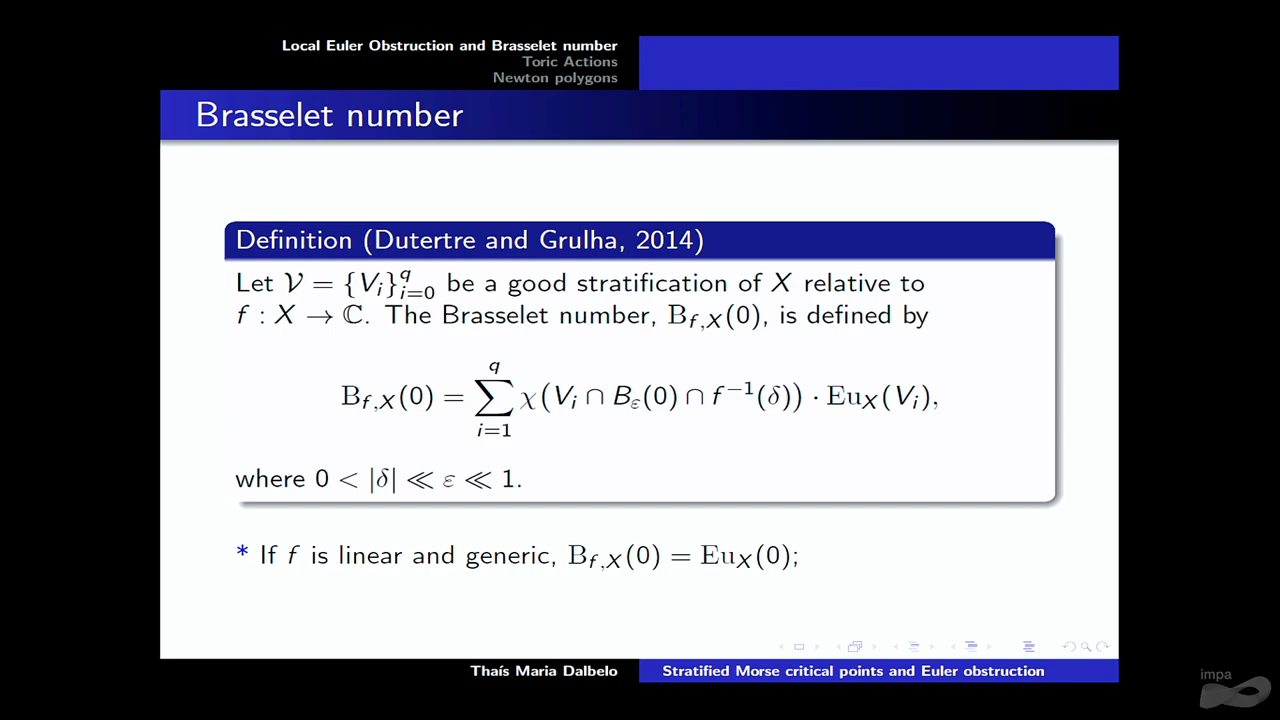 Local Euler Obstruction and Brasselet number
Toric Actions
Newton polygons
Brasselet number
Definition (Dutertre and Grulha, 2014)
Let 𝒱 = {V_i}_{i=0}^q be a good stratification of X relative to
f : X → ℂ. The Brasselet number, B_{f,X}(0), is defined by
B_{f,X}(0) = ∑_{i=1}^{q} χ(V_i ∩ B_ε(0) ∩ f^{-1}(δ)) · Eu_X(V_i),
where 0 < |δ| ≪ ε ≪ 1.
* If f is linear and generic, B_{f,X}(0) = Eu_X(0);
Thaís Maria Dalbelo
Stratified Morse critical points and Euler obstruction
impa